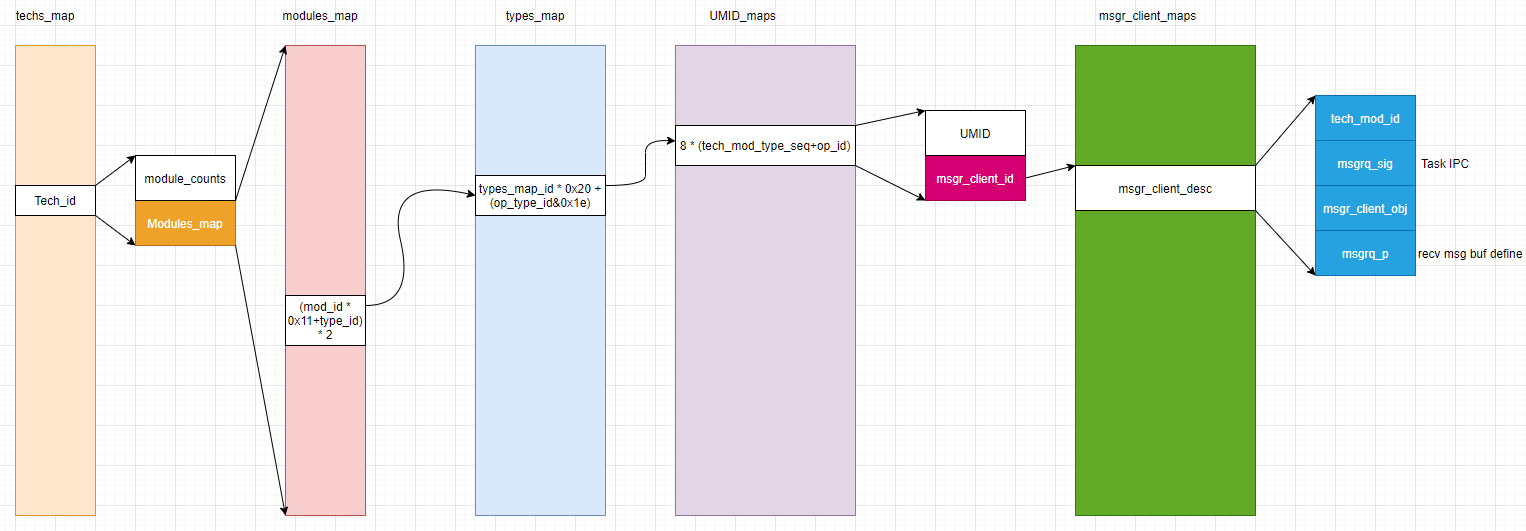 techs_map
modules_map
types_map
UMID_maps
msgr_client_maps
Tech_id
module_counts
Modules_map
(mod_id *
0x11+type_id)
* 2
types_map_id * 0x20 +
(op_type_id&0x1e)
8 * (tech_mod_type_seq+op_id)
UMID
msgr_client_id
msgr_client_desc
tech_mod_id
msgrq_sig
Task IPC
msgr_client_obj
msgrq_p
recv msg buf define